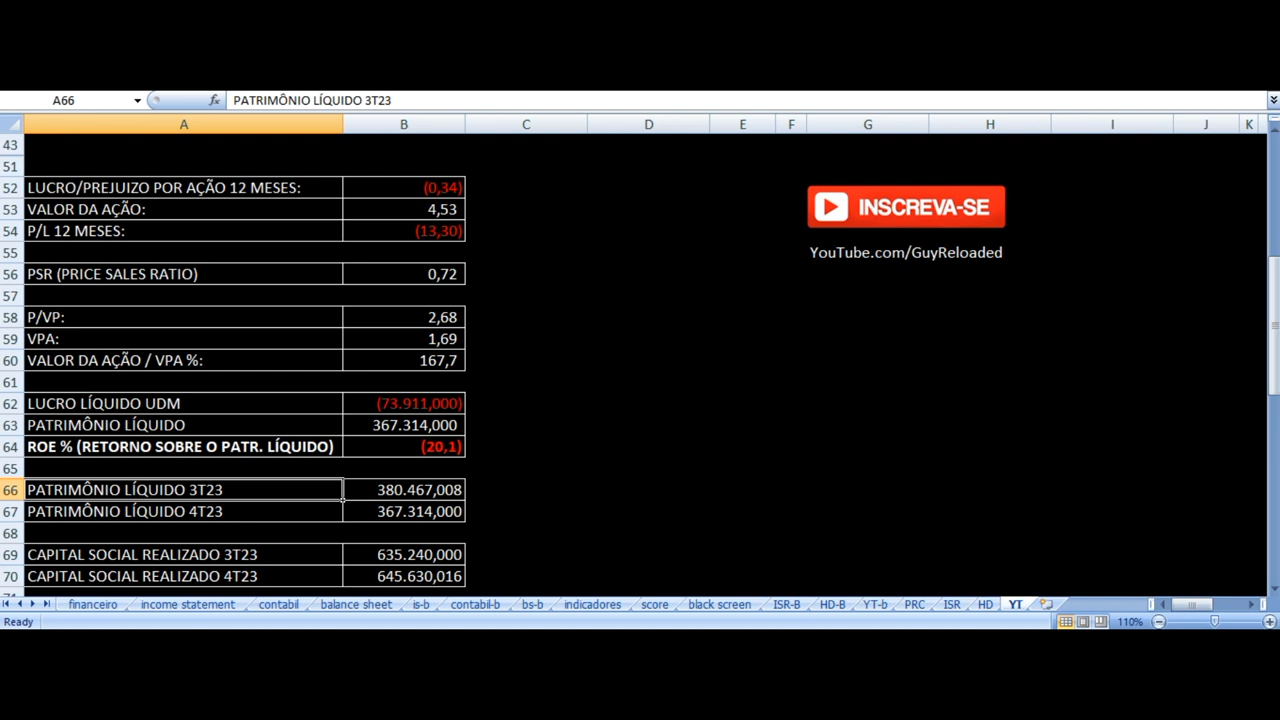 A66 fx PATRIMÔNIO LÍQUIDO 3T23
A B C D E F G H I J K
43
51
52 LUCRO/PREJUIZO POR AÇÃO 12 MESES: (0,34)
53 VALOR DA AÇÃO: 4,53
54 P/L 12 MESES: (13,30)
55
56 PSR (PRICE SALES RATIO) 0,72
57
58 P/VP: 2,68
59 VPA: 1,69
60 VALOR DA AÇÃO / VPA %: 167,7
61
62 LUCRO LÍQUIDO UDM (73.911,000)
63 PATRIMÔNIO LÍQUIDO 367.314,000
64 ROE % (RETORNO SOBRE O PATR. LÍQUIDO) (20,1)
65
66 PATRIMÔNIO LÍQUIDO 3T23 380.467,008
67 PATRIMÔNIO LÍQUIDO 4T23 367.314,000
68
69 CAPITAL SOCIAL REALIZADO 3T23 635.240,000
70 CAPITAL SOCIAL REALIZADO 4T23 645.630,016
INSCREVA-SE
YouTube.com/GuyReloaded
financeiro income statement contabil balance sheet is-b contabil-b bs-b indicadores score black screen ISR-B HD-B YT-b PRC ISR HD YT
Ready 110%